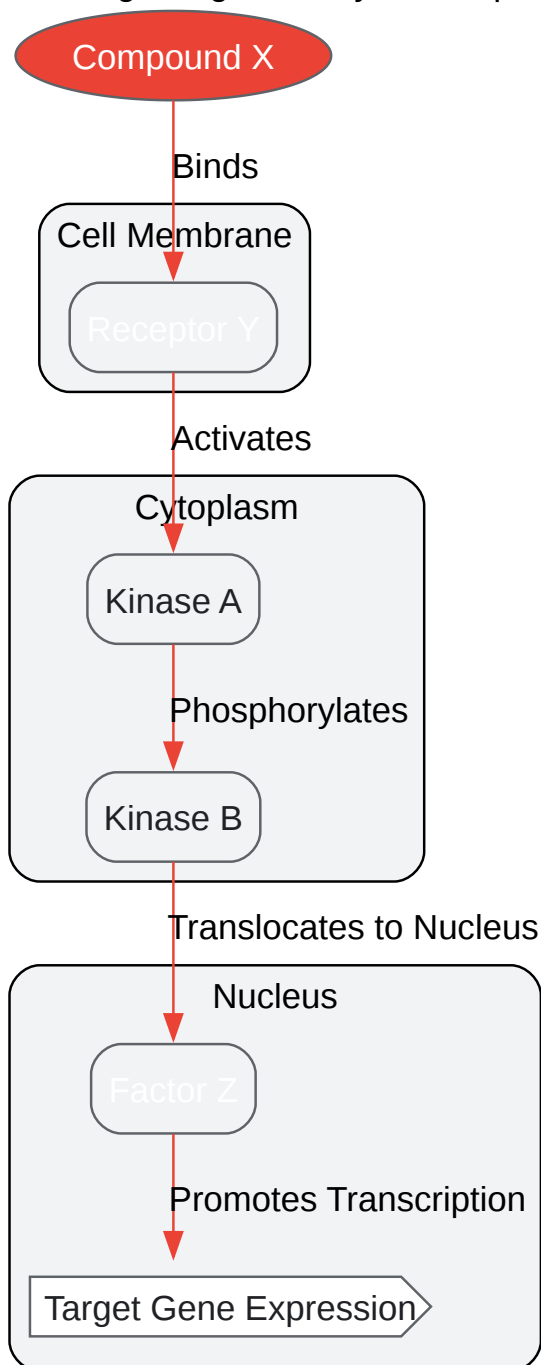 Compound X
Binds
Cell Membrane
Receptor Y
Activates
Cytoplasm
Kinase A
Phosphorylates
Kinase B
Translocates to Nucleus
Nucleus
Factor Z
Promotes Transcription
Target Gene Expression